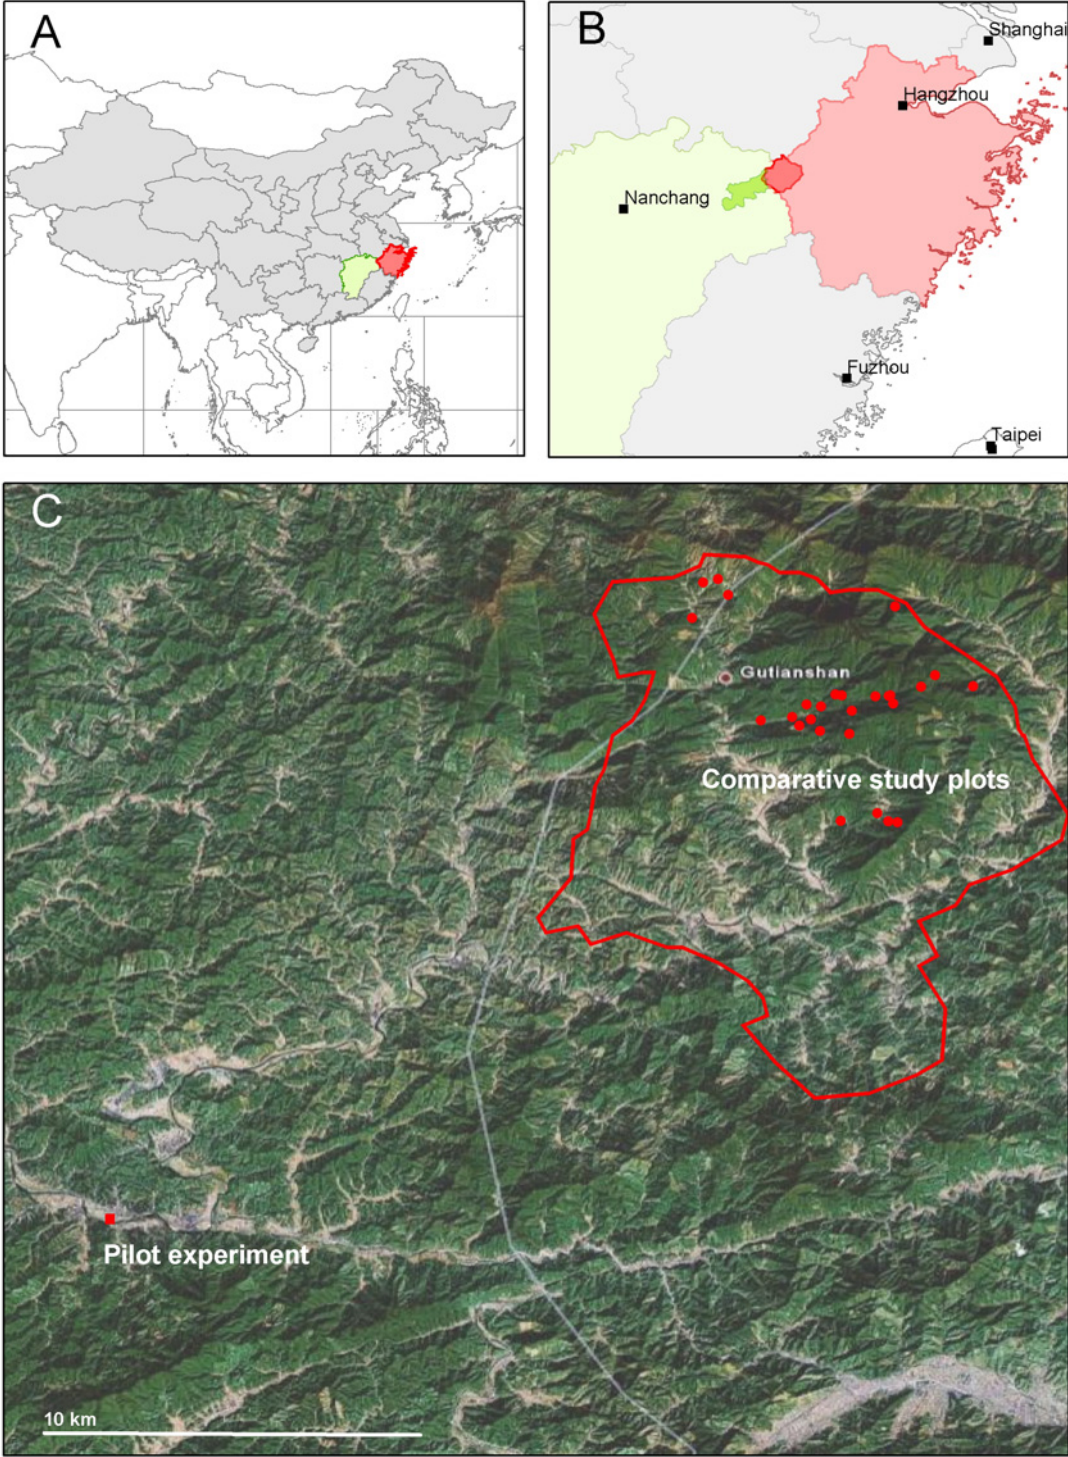 A
B
Shanghai
Hangzhou
Nanchang
Fuzhou
Taipei
C
Gutianshan
Comparative study plots
Pilot experiment
10 km